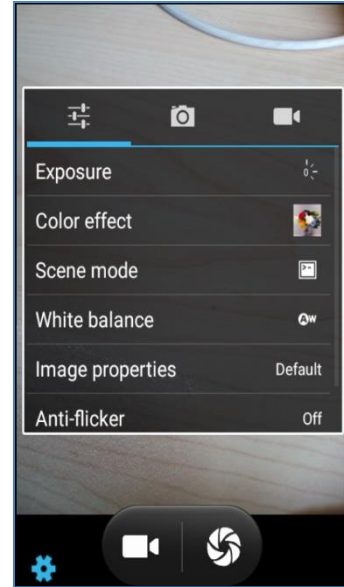 Exposure
Color effect
Scene mode
White balance
Image properties Default
Anti-flicker Off